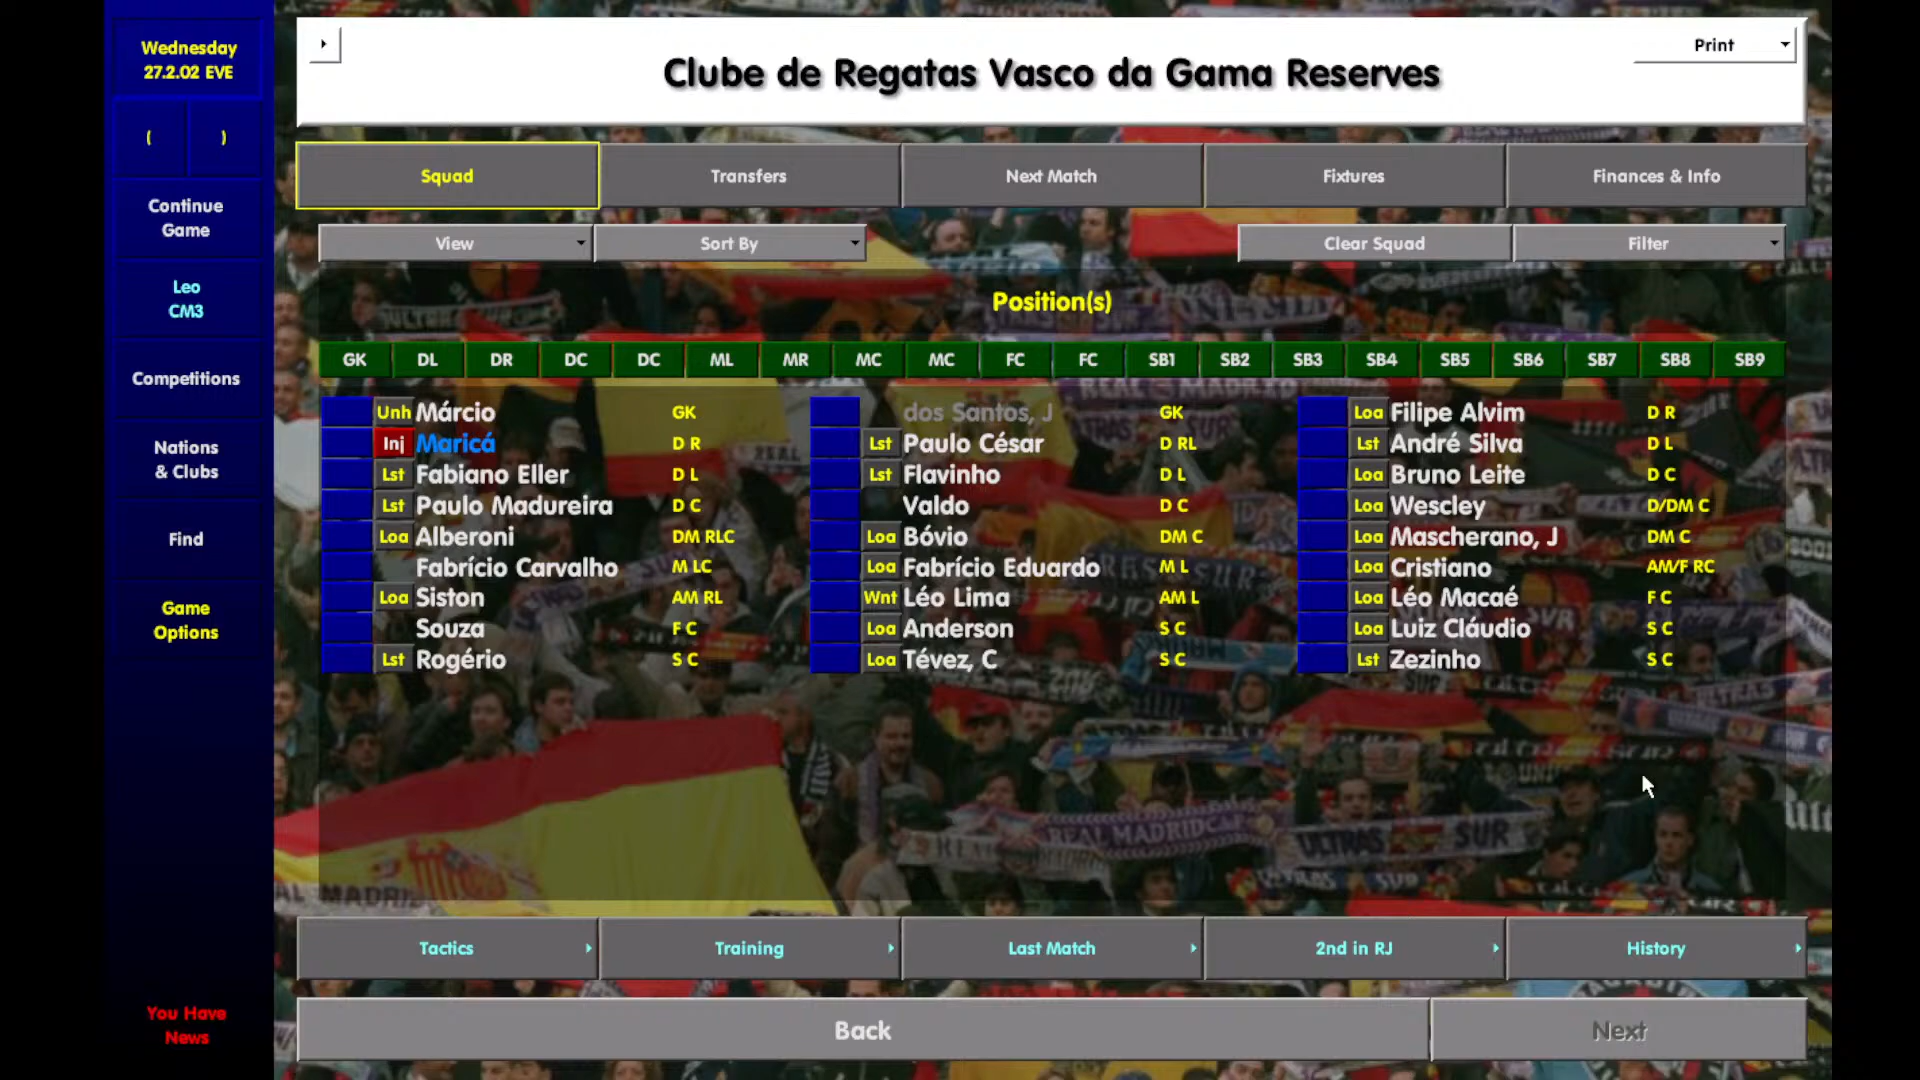 Wednesday
27.2.02 EVE
( )
Continue
Game
Leo
CM3
Competitions
Nations
& Clubs
Find
Game
Options
You Have
News
Print
Clube de Regatas Vasco da Gama Reserves
Squad Transfers Next Match Fixtures Finances & Info
View Sort By Clear Squad Filter
Position(s)
GK DL DR DC DC ML MR MC MC FC FC SB1 SB2 SB3 SB4 SB5 SB6 SB7 SB8 SB9
Unh Márcio GK dos Santos, J GK Loa Filipe Alvim D R
Inj Maricá D R Lst Paulo César D RL Lst André Silva D L
Lst Fabiano Eller D L Lst Flavinho D L Loa Bruno Leite D C
Lst Paulo Madureira D C Valdo D C Loa Wescley D/DM C
Loa Alberoni DM RLC Loa Bóvio DM C Loa Mascherano, J DM C
Fabrício Carvalho M LC Loa Fabrício Eduardo M L Loa Cristiano AM/F RC
Loa Siston AM RL Wnt Léo Lima AM L Loa Léo Macaé F C
Souza F C Loa Anderson S C Loa Luiz Cláudio S C
Lst Rogério S C Loa Tévez, C S C Lst Zezinho S C
REAL MADRID
ULTRAS SUR
AL MADRID
Tactics Training Last Match 2nd in RJ History
Back Next